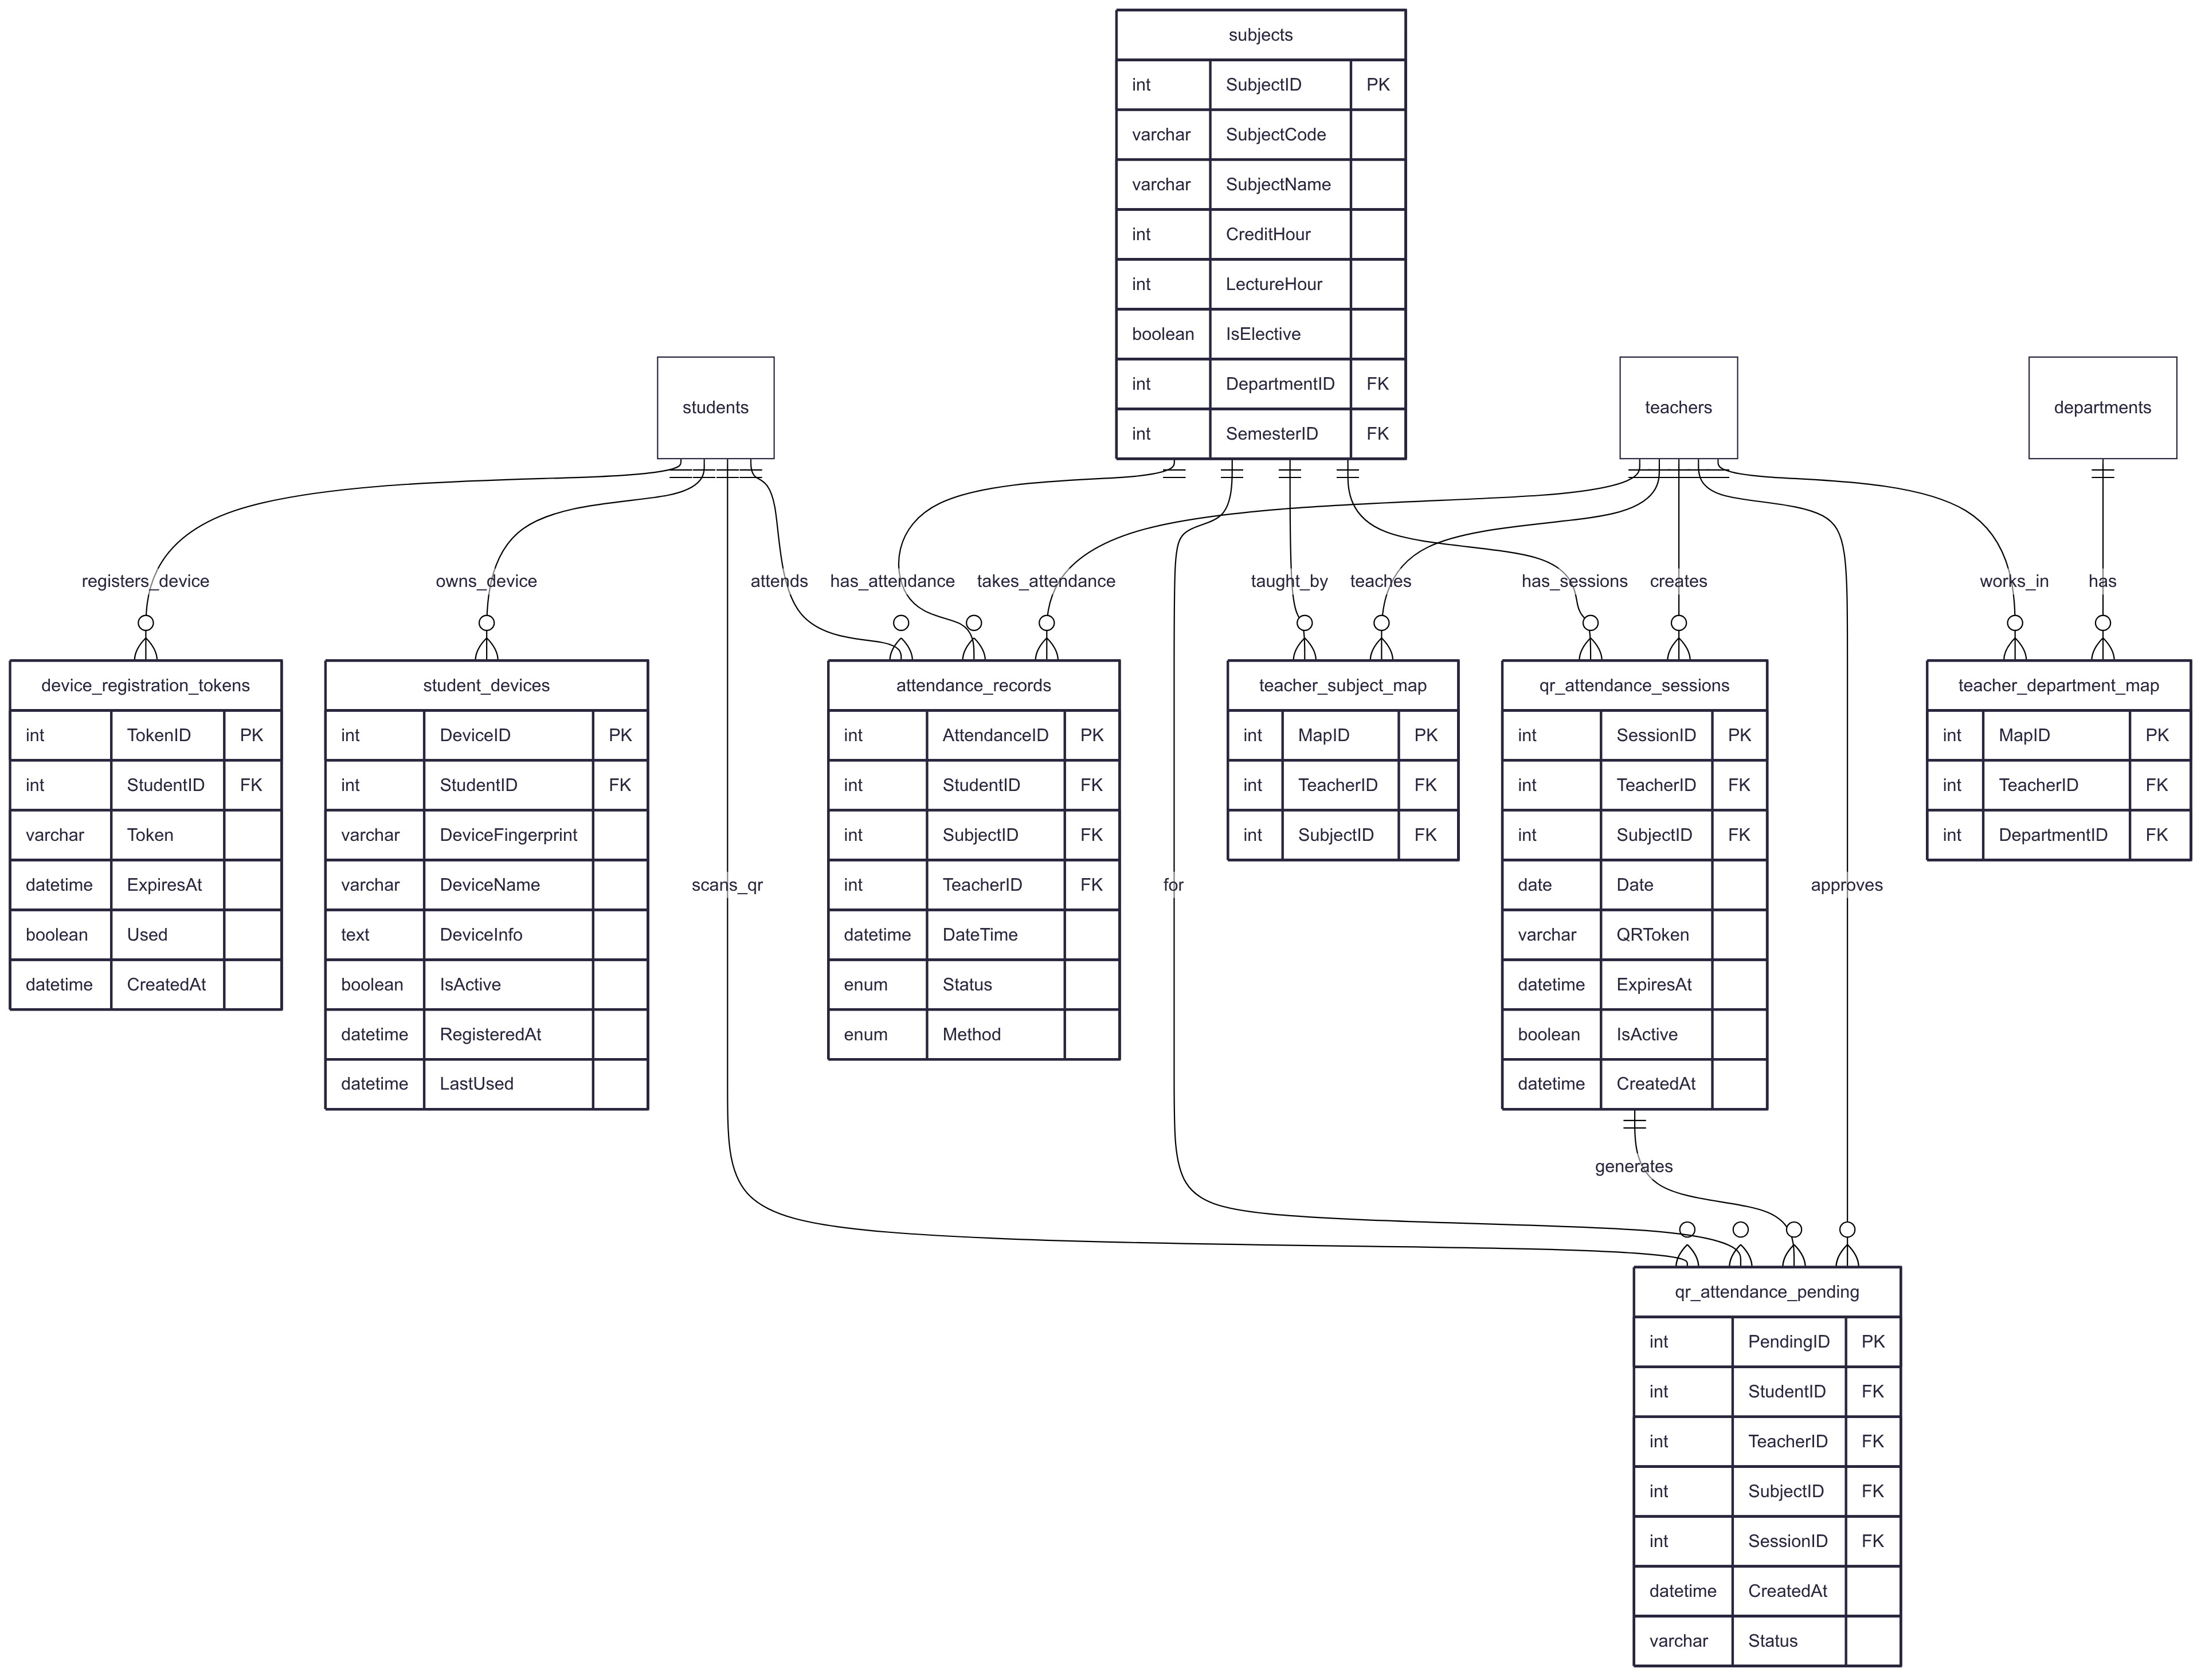 subjects
int SubjectID PK
varchar SubjectCode
varchar SubjectName
int CreditHour
int LectureHour
boolean IsElective
int DepartmentID FK
int SemesterID FK
students
teachers
departments
registers_device
owns_device
attends
has_attendance
takes_attendance
taught_by
teaches
has_sessions
creates
works_in
has
device_registration_tokens
int TokenID PK
int StudentID FK
varchar Token
datetime ExpiresAt
boolean Used
datetime CreatedAt
student_devices
int DeviceID PK
int StudentID FK
varchar DeviceFingerprint
varchar DeviceName
text DeviceInfo
boolean IsActive
datetime RegisteredAt
datetime LastUsed
scans_qr
attendance_records
int AttendanceID PK
int StudentID FK
int SubjectID FK
int TeacherID FK
datetime DateTime
enum Status
enum Method
for
teacher_subject_map
int MapID PK
int TeacherID FK
int SubjectID FK
qr_attendance_sessions
int SessionID PK
int TeacherID FK
int SubjectID FK
date Date
varchar QRToken
datetime ExpiresAt
boolean IsActive
datetime CreatedAt
approves
teacher_department_map
int MapID PK
int TeacherID FK
int DepartmentID FK
generates
qr_attendance_pending
int PendingID PK
int StudentID FK
int TeacherID FK
int SubjectID FK
int SessionID FK
datetime CreatedAt
varchar Status